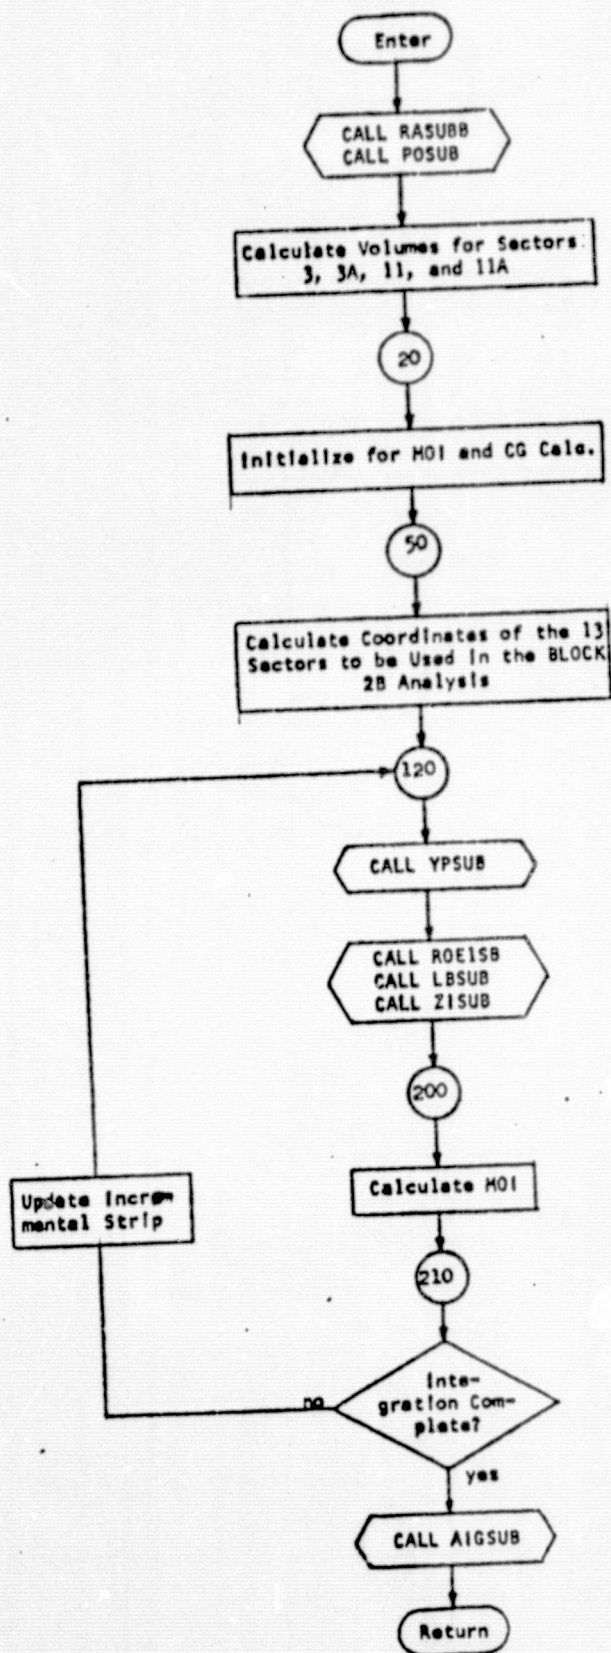 Enter
CALL RASUBB
CALL POSUB
Calculate Volumes for Sectors
3, 3A, 11, and 11A
20
Initialize for MOI and CG Calc.
50
Calculate Coordinates of the 13
Sectors to be Used in the BLOCK
2B Analysis
120
CALL YPSUB
CALL ROEISB
CALL LBSUB
CALL ZISUB
200
Update Incre-
mental Strip
Calculate MOI
210
Inte-
gration Com-
plete?
no
yes
CALL AIGSUB
Return